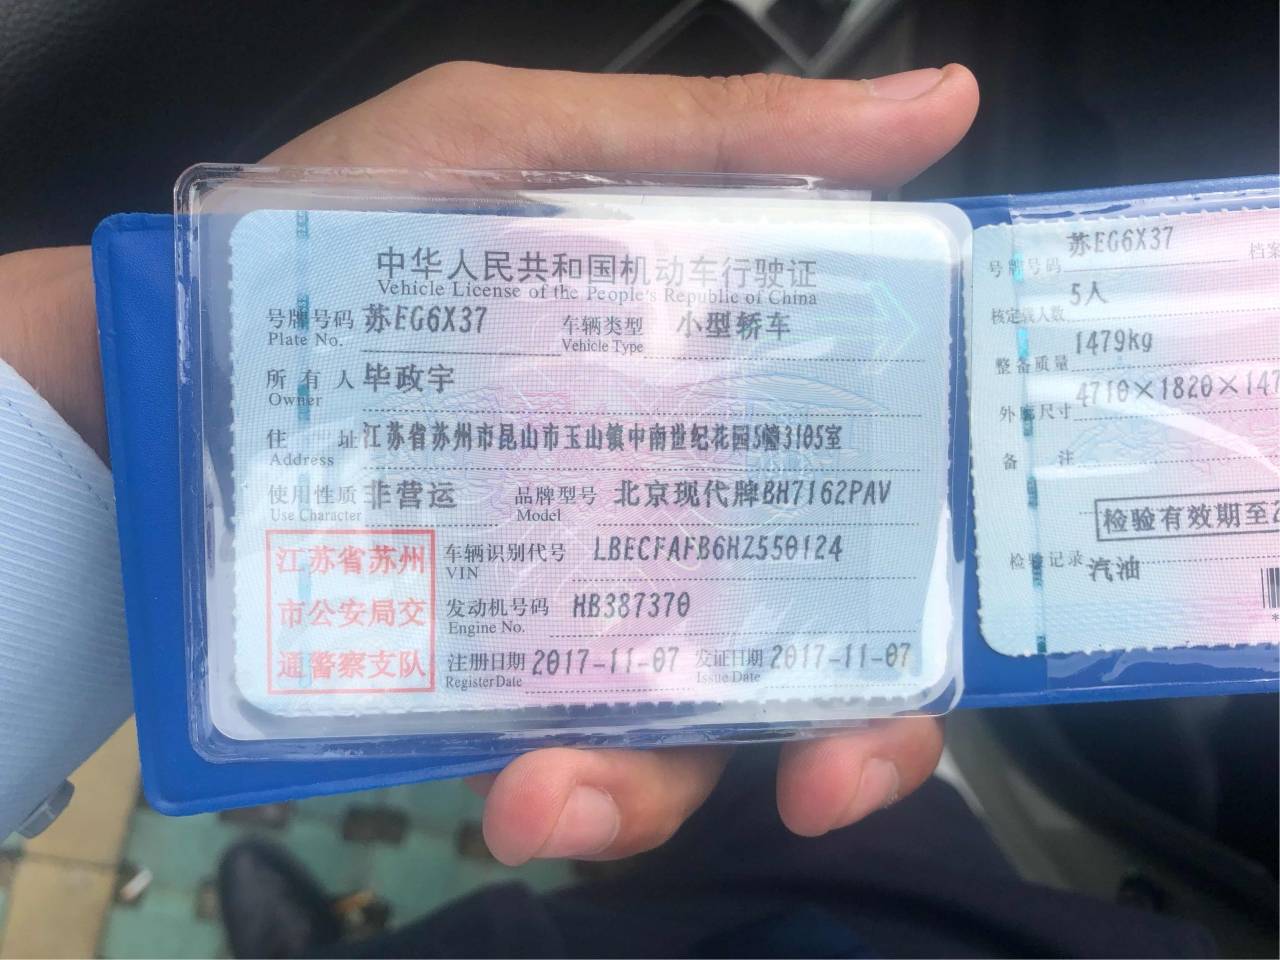 中华人民共和国机动车行驶证
Vehicle License of the People's Republic of China
号牌号码 苏EG6X37 车辆类型 小型轿车
Plate No. Vehicle Type
所有人 毕政宇
Owner
住址 江苏省苏州市昆山市玉山镇中南世纪花园5幢3105室
Address
使用性质 非营运 品牌型号 北京现代牌BH7162PAV
Use Character Model
江苏省苏州
市公安局交
通警察支队
车辆识别代号 LBECFAFB6HZ550124
VIN
发动机号码 HB387370
Engine No.
注册日期 2017-11-07 发证日期 2017-11-07
Register Date Issue Date
号牌号码 苏EG6X37 档案
核定载人数 5人
整备质量 1479kg
外廓尺寸 4710×1820×147
备注
检验有效期至2
检验记录 汽油
*